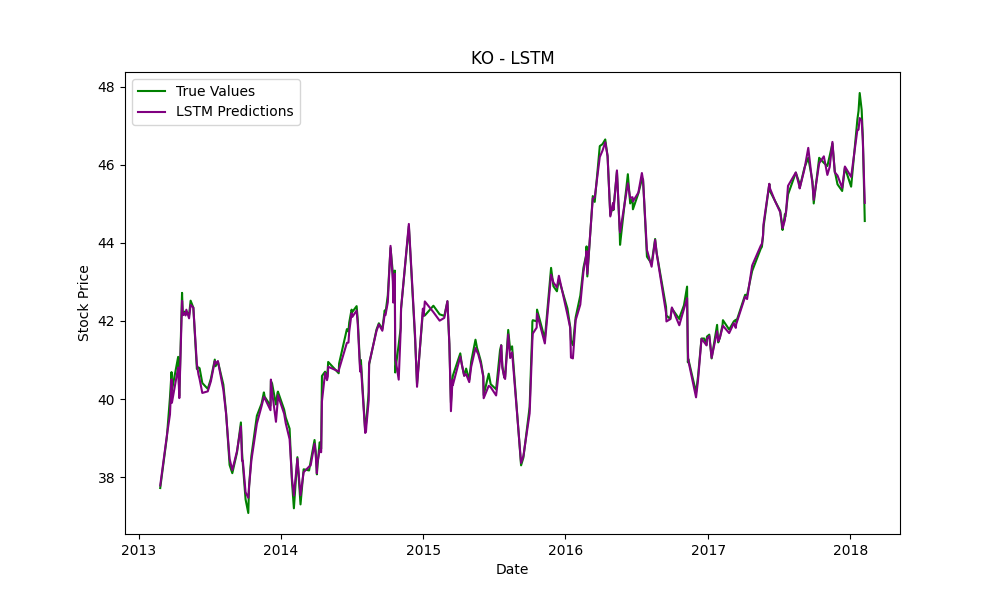 KO - LSTM
True Values
LSTM Predictions
Stock Price
48
46
44
42
40
38
2013
2014
2015
2016
2017
2018
Date